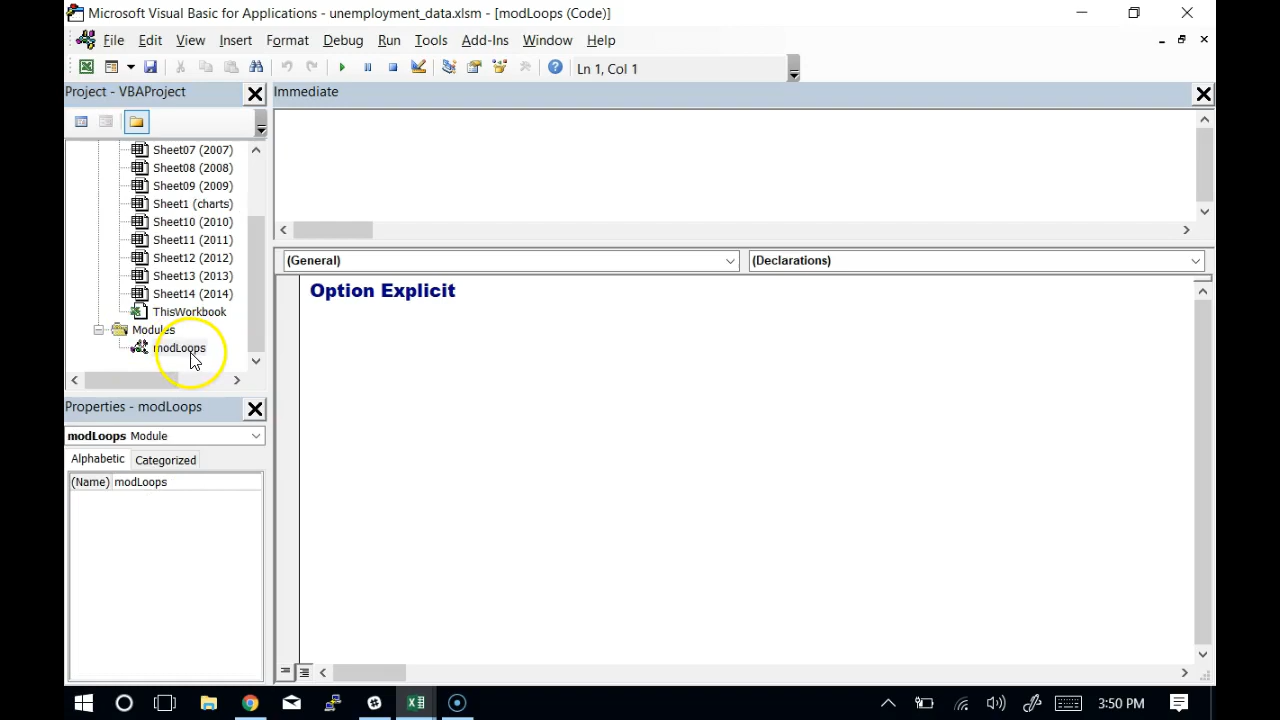 Microsoft Visual Basic for Applications - unemployment_data.xlsm - [modLoops (Code)]
File Edit View Insert Format Debug Run Tools Add-Ins Window Help
Ln 1, Col 1
Project - VBAProject
Sheet07 (2007)
Sheet08 (2008)
Sheet09 (2009)
Sheet1 (charts)
Sheet10 (2010)
Sheet11 (2011)
Sheet12 (2012)
Sheet13 (2013)
Sheet14 (2014)
ThisWorkbook
Modules
modLoops
Properties - modLoops
modLoops Module
Alphabetic Categorized
(Name) modLoops
Immediate
(General) (Declarations)
Option Explicit
3:50 PM